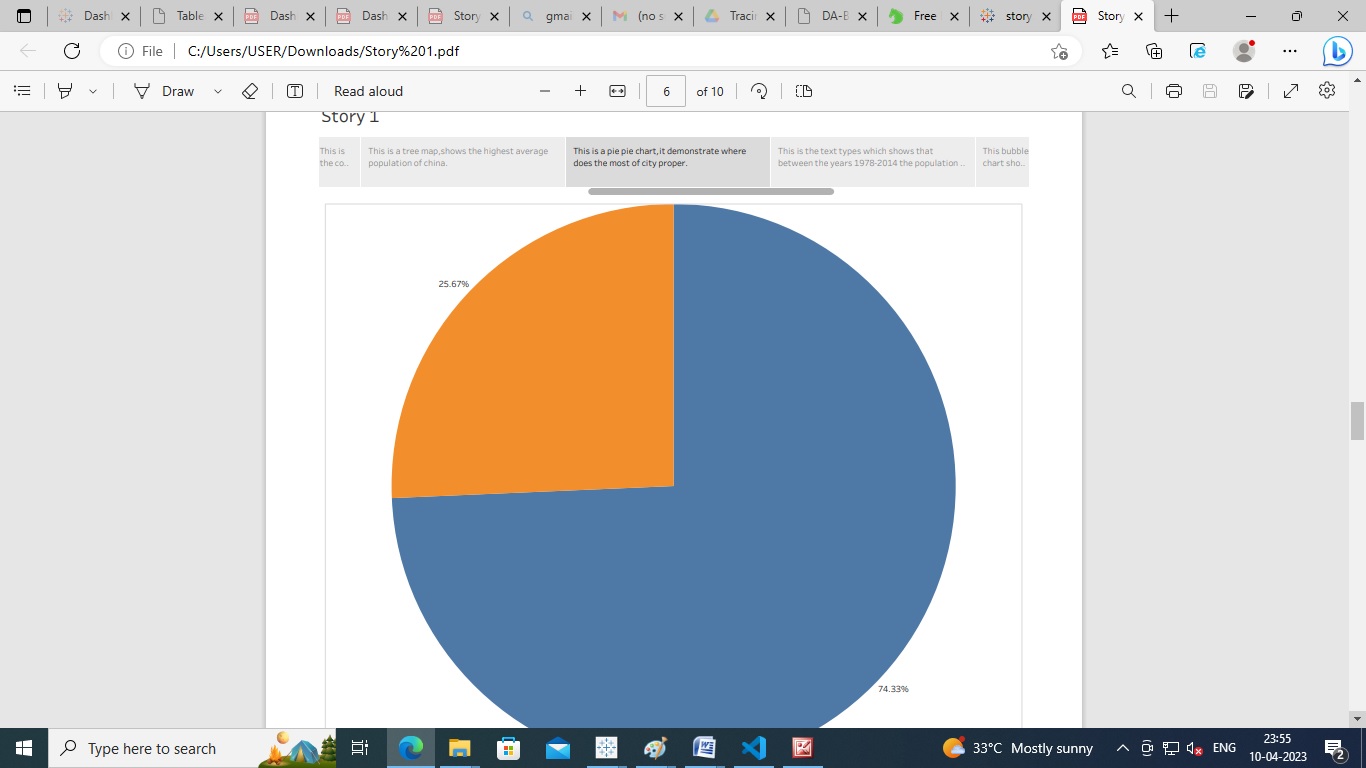 Dash
Table
Dash
Dash
Story
gmai
(no s
Tracin
DA-B
Free
story
Story
File
C:/Users/USER/Downloads/Story%201.pdf
Draw
Read aloud
6
of 10
Story 1
This is
the co..
This is a tree map,shows the highest average
population of china.
This is a pie pie chart,it demonstrate where
does the most of city proper.
This is the text types which shows that
between the years 1978-2014 the population ..
This bubble
chart sho..
25.67%
74.33%
Type here to search
33°C Mostly sunny
ENG
23:55
10-04-2023
2